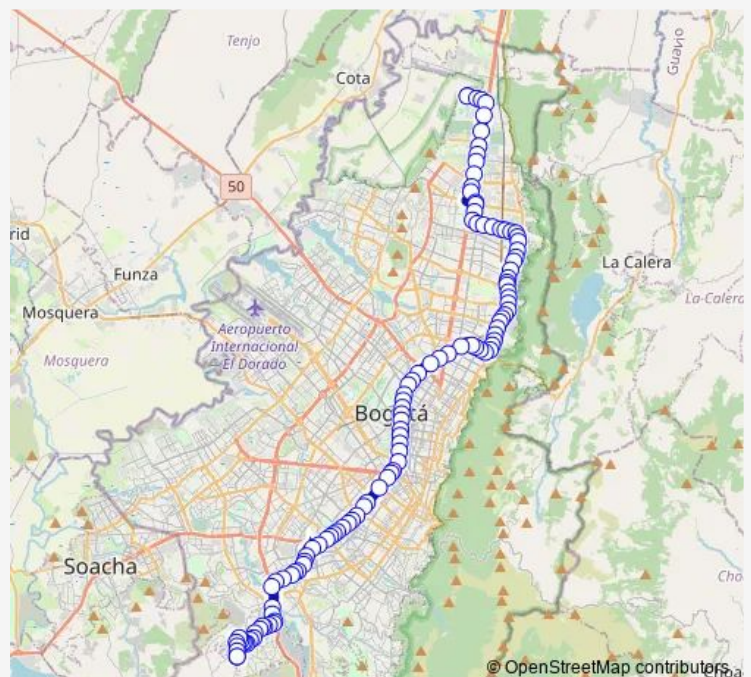 Tenjo
Cota
Guavio
50
rid
Funza
La Calera
Mosquera
La-Calera
Aeropuerto
Internacional
El Dorado
Mosquera
Bogotá
Soacha
Cho
© OpenStreetMap contributors